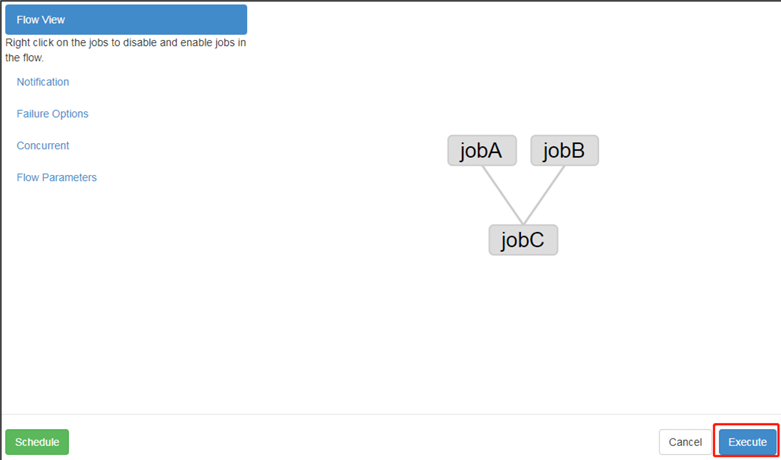 Flow View
Right click on the jobs to disable and enable jobs in
the flow.
Notification
Failure Options
Concurrent
Flow Parameters
jobA
jobB
jobC
Schedule
Cancel
Execute